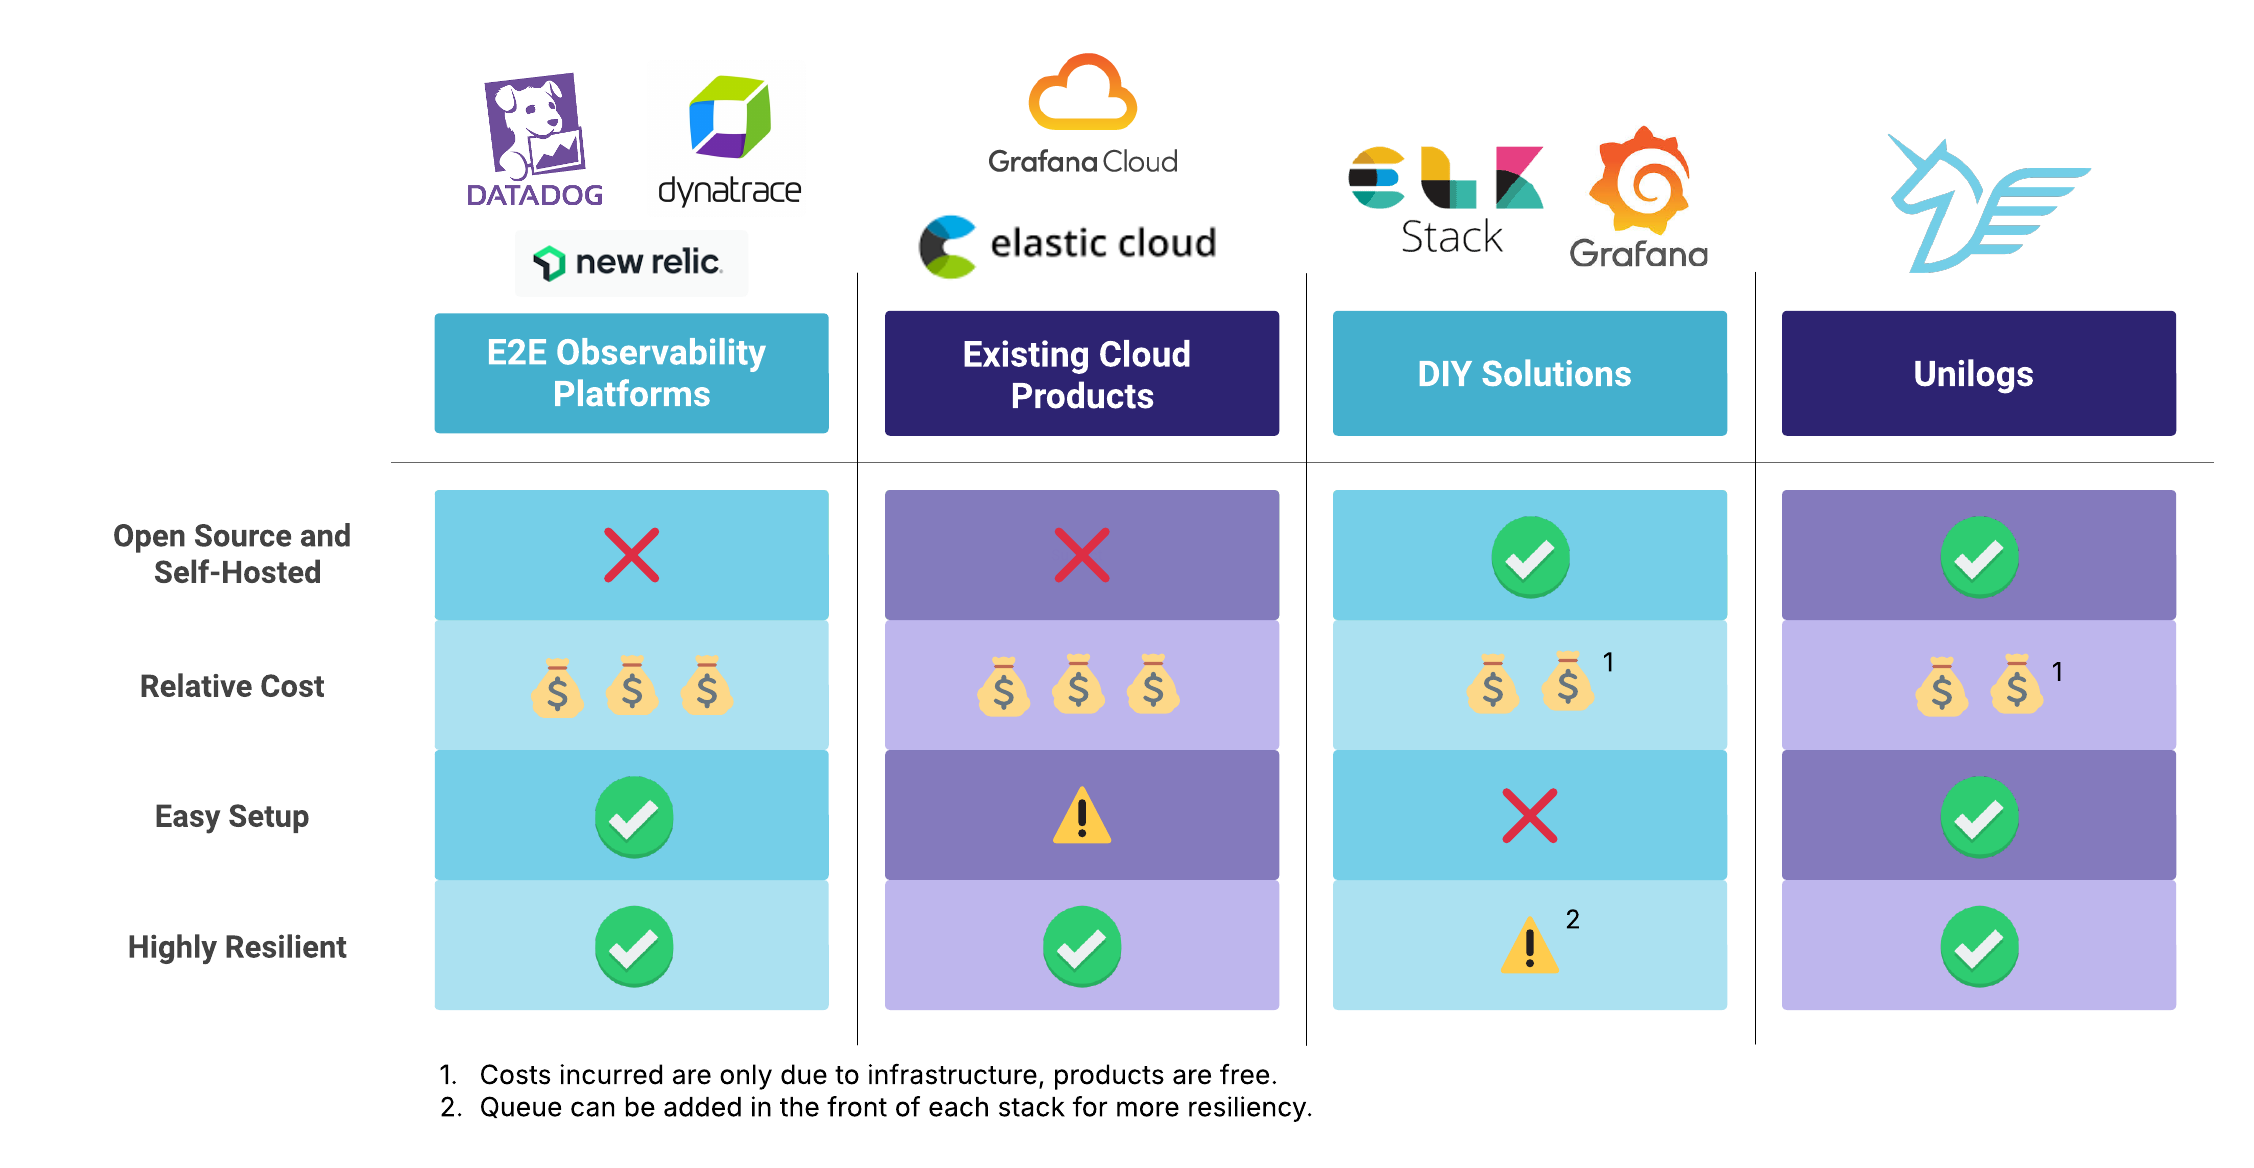 DATADOG
dynatrace
new relic.
Grafana Cloud
elastic cloud
Stack
Grafana
E2E Observability
Platforms
Existing Cloud
Products
DIY Solutions
Unilogs
Open Source and
Self-Hosted
Relative Cost
$ $ $
$ $ $
$ $ 1
$ $ 1
Easy Setup
!
Highly Resilient
! 2
1. Costs incurred are only due to infrastructure, products are free.
2. Queue can be added in the front of each stack for more resiliency.